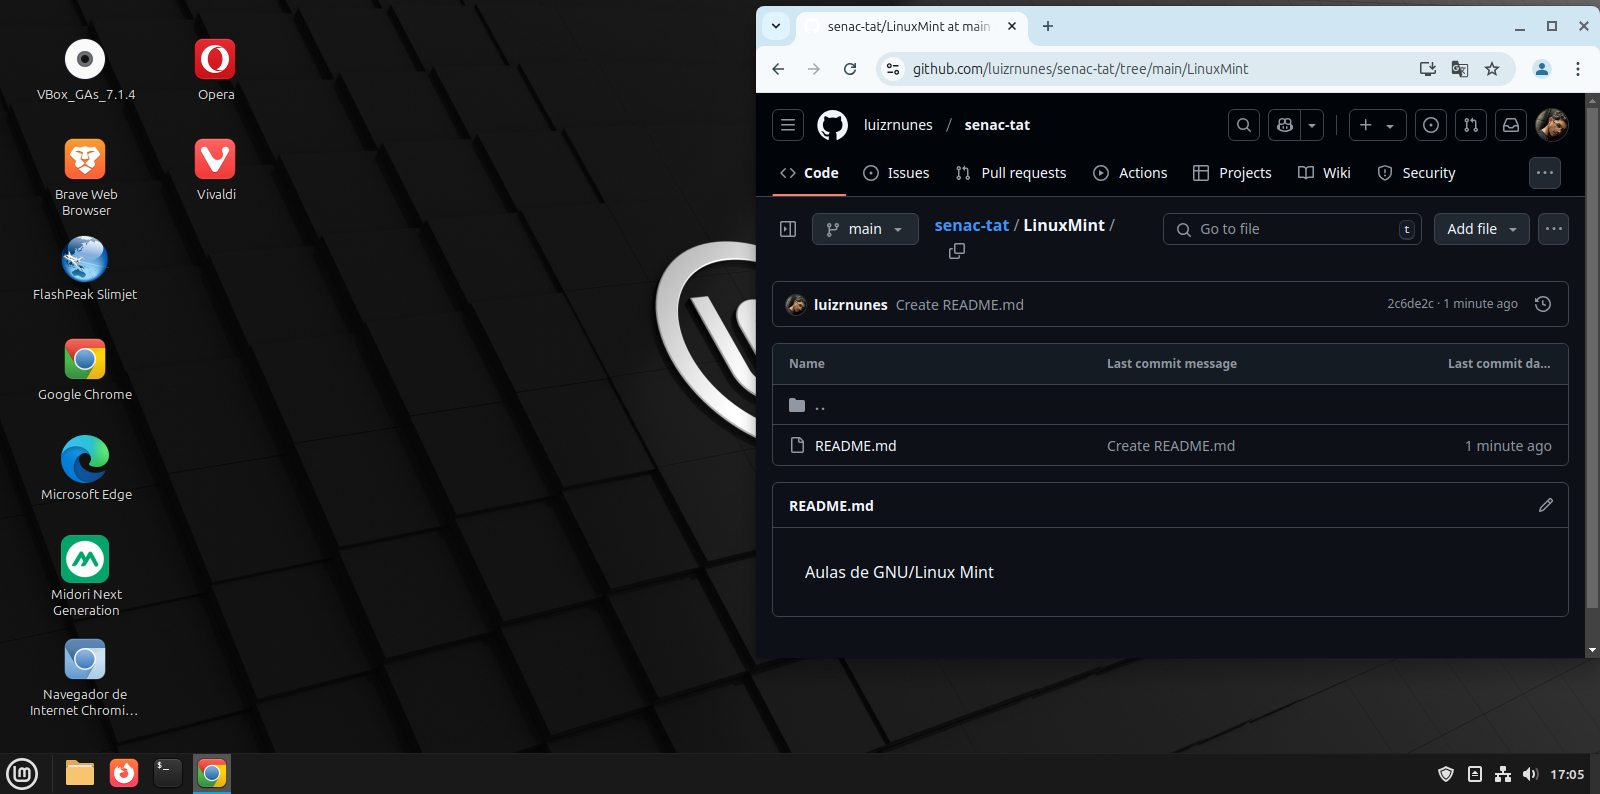 VBox_GAs_7.1.4
Opera
Brave Web
Browser
Vivaldi
FlashPeak Slimjet
Google Chrome
Microsoft Edge
Midori Next
Generation
Navegador de
Internet Chromi...
senac-tat/LinuxMint at main
github.com/luizrnunes/senac-tat/tree/main/LinuxMint
luizrnunes / senac-tat
Code Issues Pull requests Actions Projects Wiki Security
main senac-tat / LinuxMint / Go to file t Add file
luizrnunes Create README.md 2c6de2c · 1 minute ago
Name Last commit message Last commit da...
..
README.md Create README.md 1 minute ago
README.md
Aulas de GNU/Linux Mint
17:05